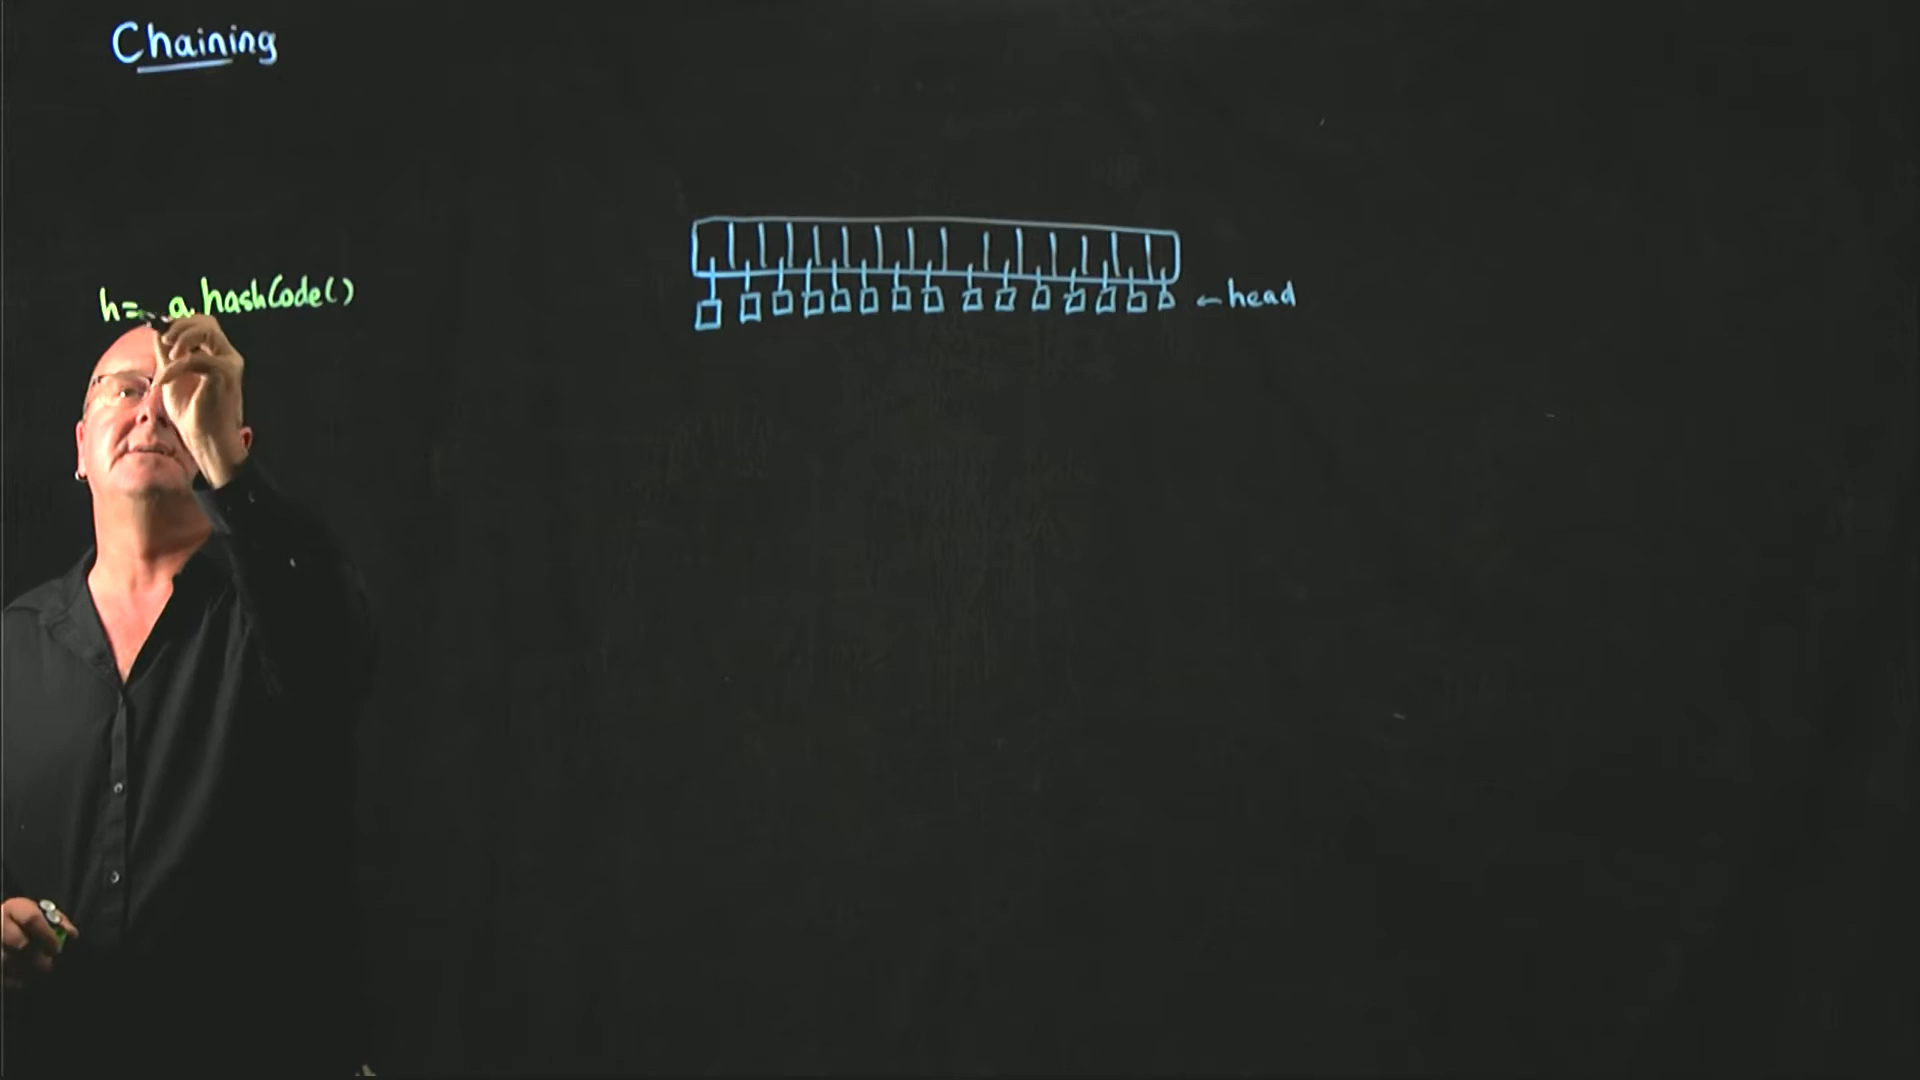 Chaining
h= a.hashCode()
←head